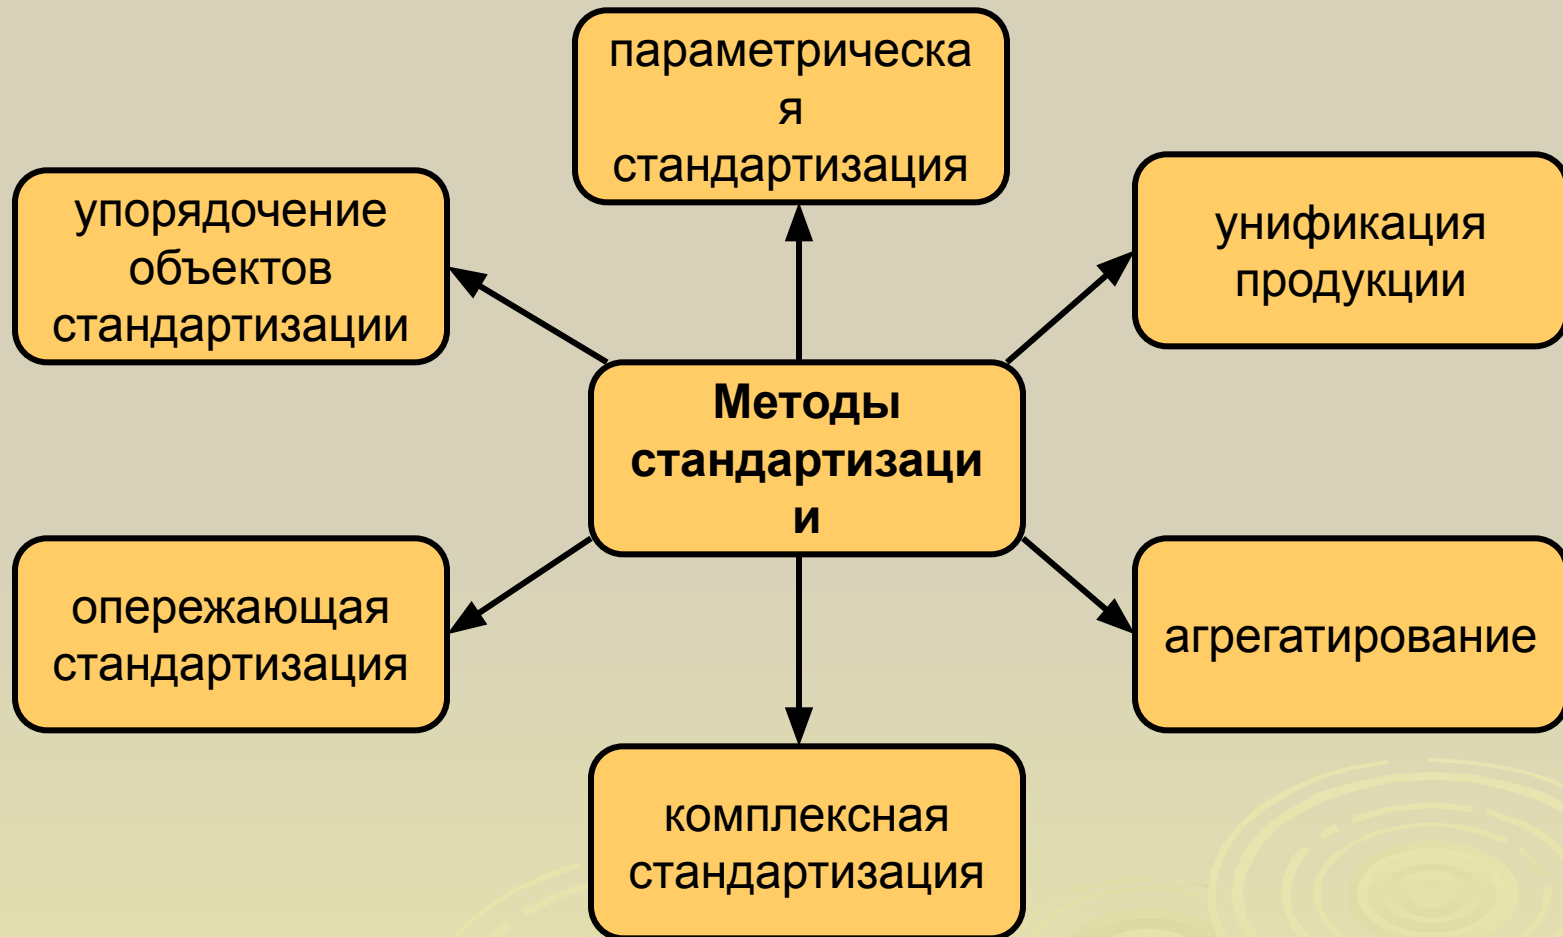 параметрическа
я
стандартизация
упорядочение
объектов
стандартизации
унификация
продукции
Методы
стандартизаци
и
опережающая
стандартизация
агрегатирование
комплексная
стандартизация